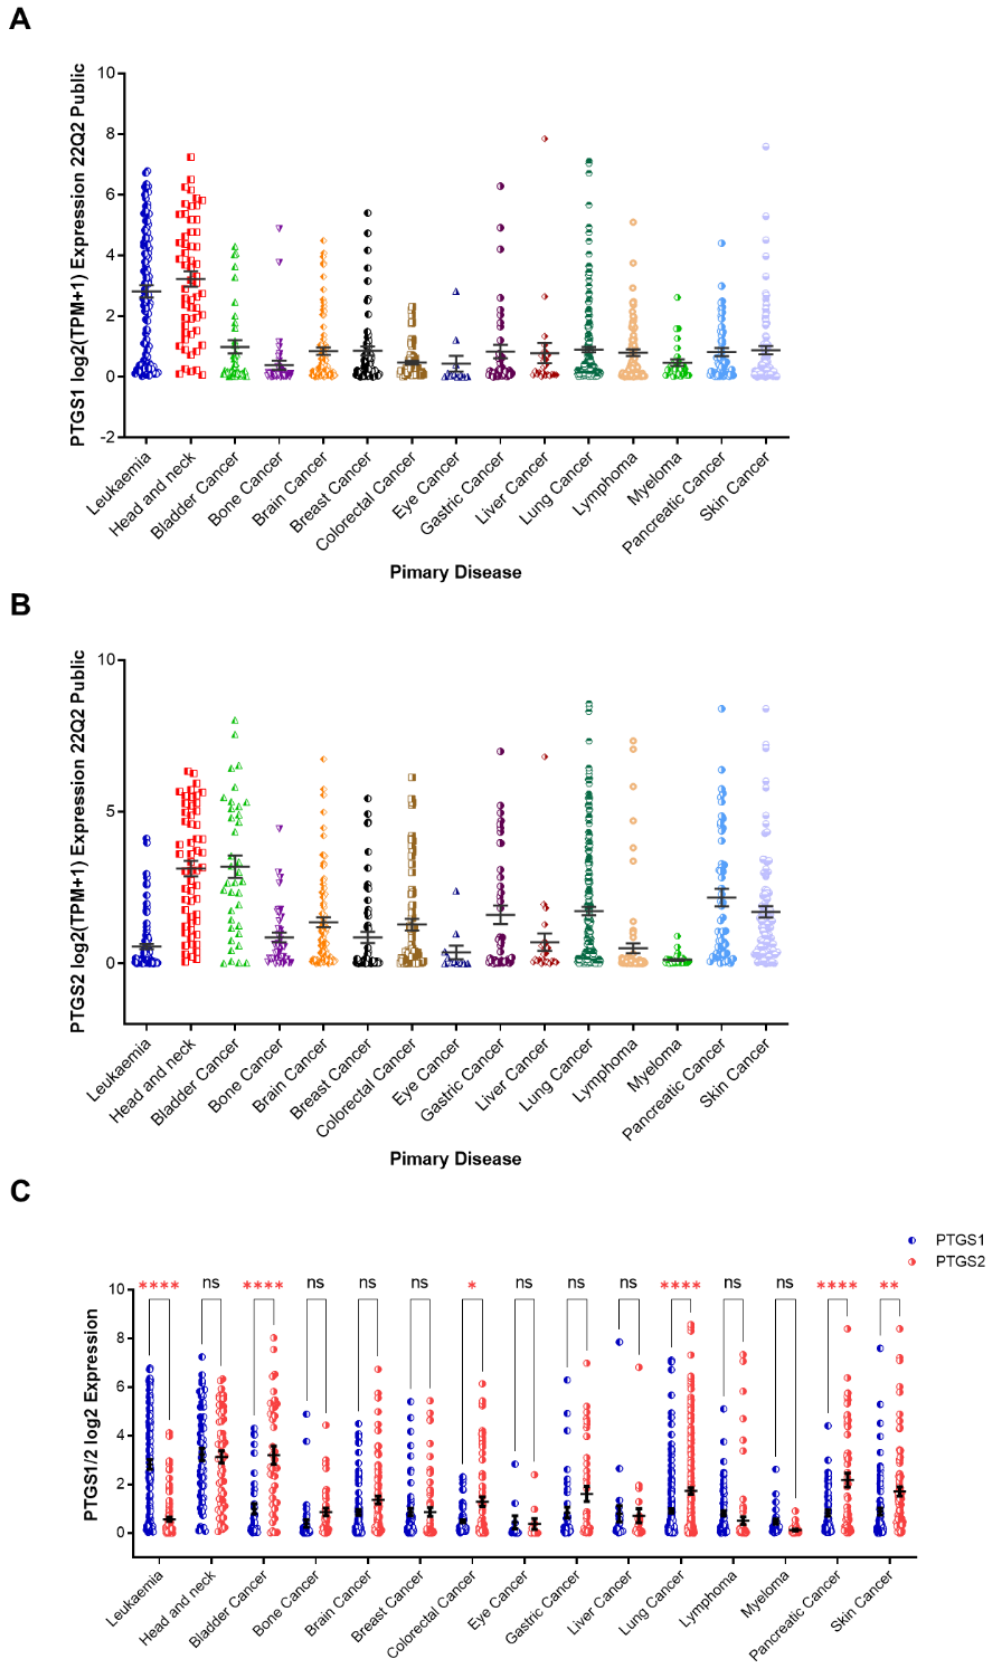 A
PTGS1 log2(TPM+1) Expression 22Q2 Public
10
8
6
4
2
0
-2
Leukaemia
Head and neck
Bladder Cancer
Bone Cancer
Brain Cancer
Breast Cancer
Colorectal Cancer
Eye Cancer
Gastric Cancer
Liver Cancer
Lung Cancer
Lymphoma
Myeloma
Pancreatic Cancer
Skin Cancer
Pimary Disease
B
PTGS2 log2(TPM+1) Expression 22Q2 Public
10
5
0
Leukaemia
Head and neck
Bladder Cancer
Bone Cancer
Brain Cancer
Breast Cancer
Colorectal Cancer
Eye Cancer
Gastric Cancer
Liver Cancer
Lung Cancer
Lymphoma
Myeloma
Pancreatic Cancer
Skin Cancer
Pimary Disease
C
PTGS1
PTGS2
**** ns **** ns ns ns * ns ns ns **** ns ns **** **
PTGS1/2 log2 Expression
10
8
6
4
2
0
Leukaemia
Head and neck
Bladder Cancer
Bone Cancer
Brain Cancer
Breast Cancer
Colorectal Cancer
Eye Cancer
Gastric Cancer
Liver Cancer
Lung Cancer
Lymphoma
Myeloma
Pancreatic Cancer
Skin Cancer